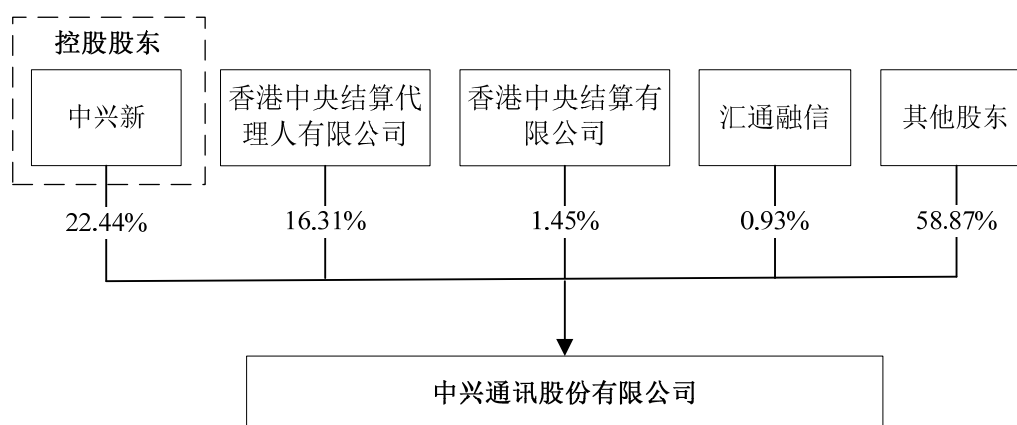 控股股东
中兴新
香港中央结算代
理人有限公司
香港中央结算有
限公司
汇通融信
其他股东
22.44%
16.31%
1.45%
0.93%
58.87%
中兴通讯股份有限公司